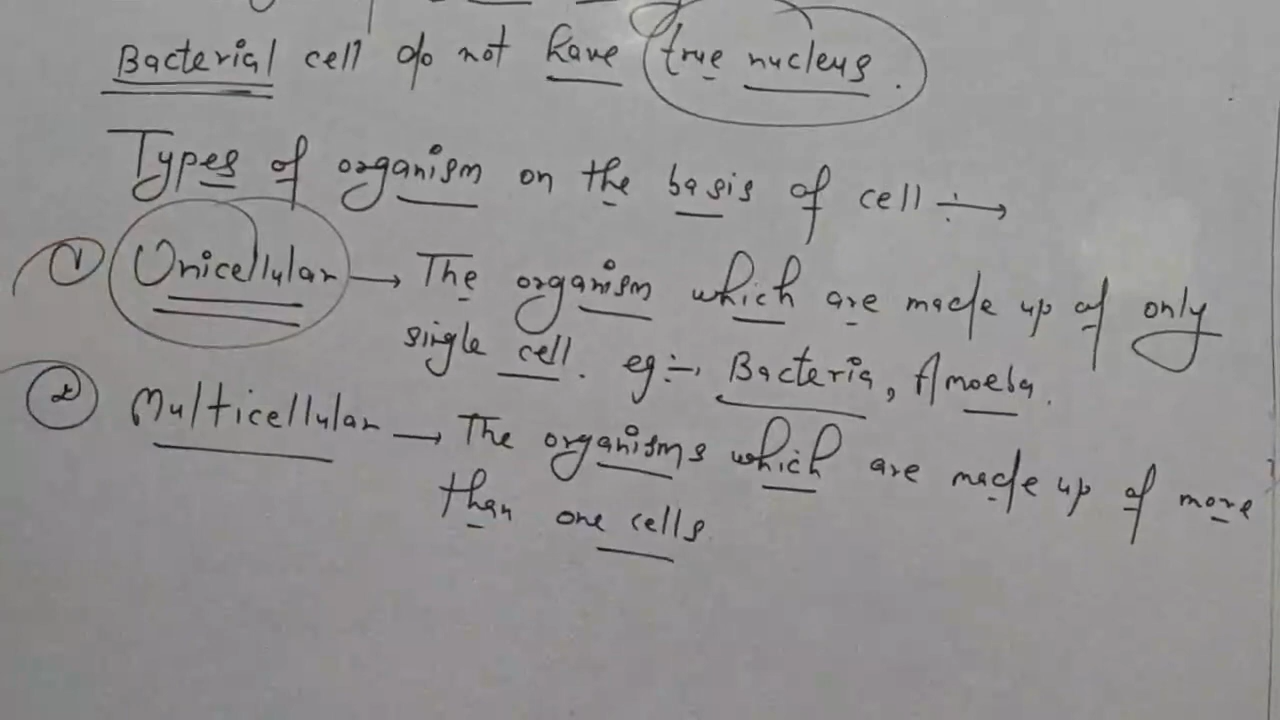 Bacterial cell do not have true nucleus.
Types of organism on the basis of cell :→
① Unicellular → The organism which are made up of only
single cell. eg:-, Bacteria, Amoeba.
② Multicellular → The organisms which are made up of more
than one cells.